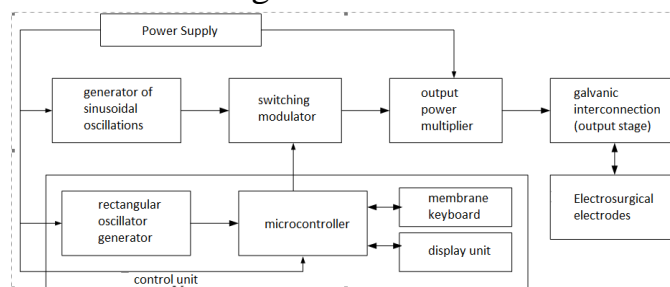 Power Supply
generator of
sinusoidal
oscillations
switching
modulator
output
power
multiplier
galvanic
interconnection
(output stage)
rectangular
oscillator
generator
microcontroller
membrane
keyboard
display unit
Electrosurgical
electrodes
control unit